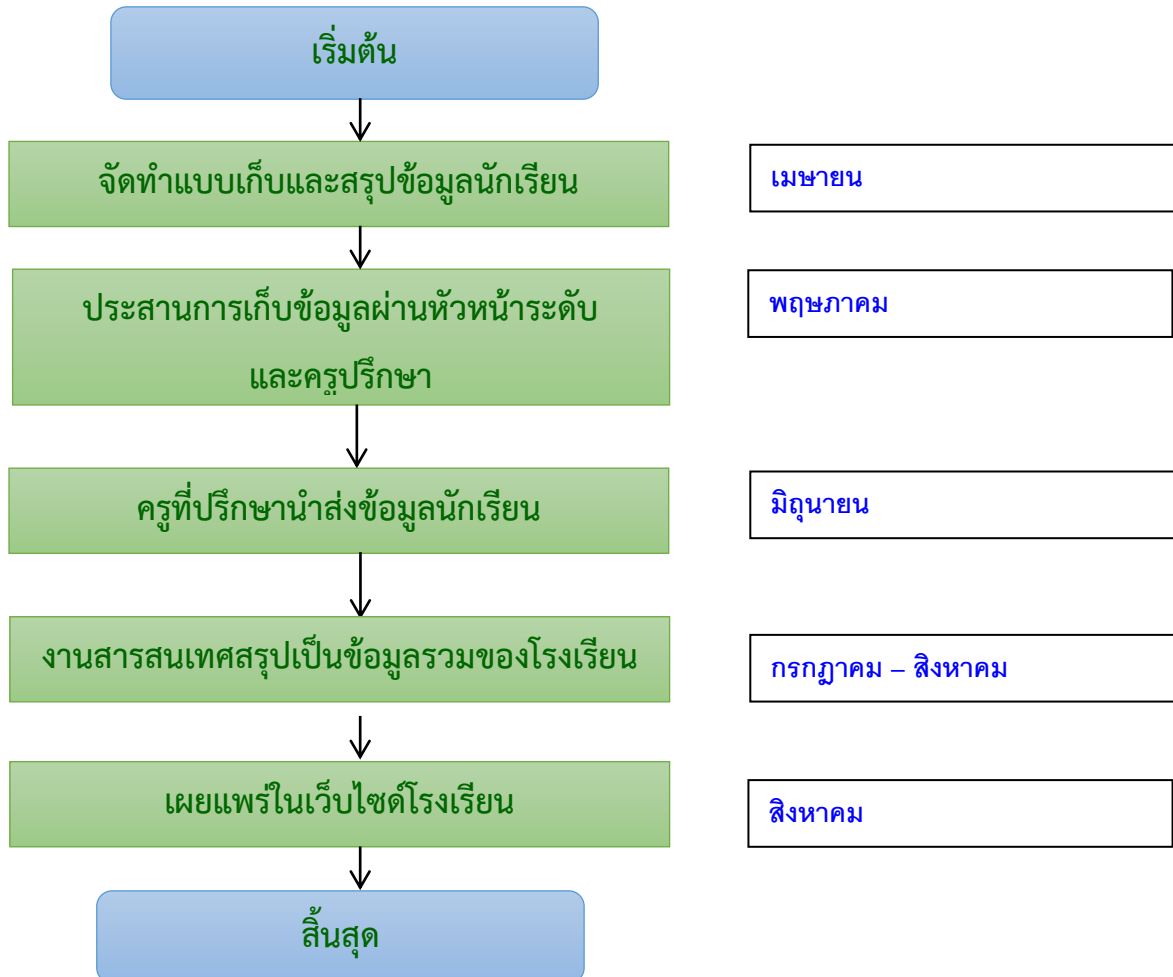 เริ่มต้น
จัดทำแบบเก็บและสรุปข้อมูลนักเรียน
เมษายน
ประสานการเก็บข้อมูลผ่านหัวหน้าระดับ
และครูปรึกษา
พฤษภาคม
ครูที่ปรึกษานำส่งข้อมูลนักเรียน
มิถุนายน
งานสารสนเทศสรุปเป็นข้อมูลรวมของโรงเรียน
กรกฎาคม – สิงหาคม
เผยแพร่ในเว็บไซด์โรงเรียน
สิงหาคม
สิ้นสุด